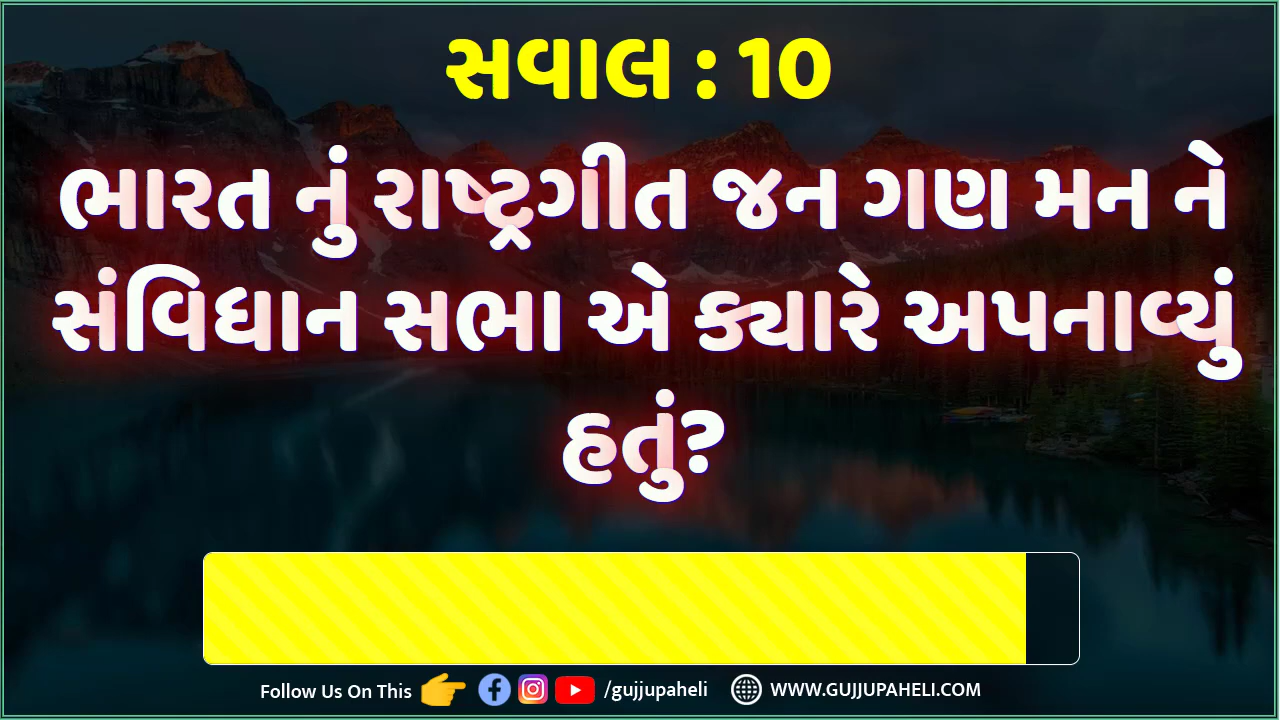 સવાલ : 10
ભારત નું રાષ્ટ્રગીત જન ગણ મન ને
સંવિધાન સભા એ ક્યારે અપનાવ્યું
હતું?
Follow Us On This /gujjupaheli WWW.GUJJUPAHELI.COM